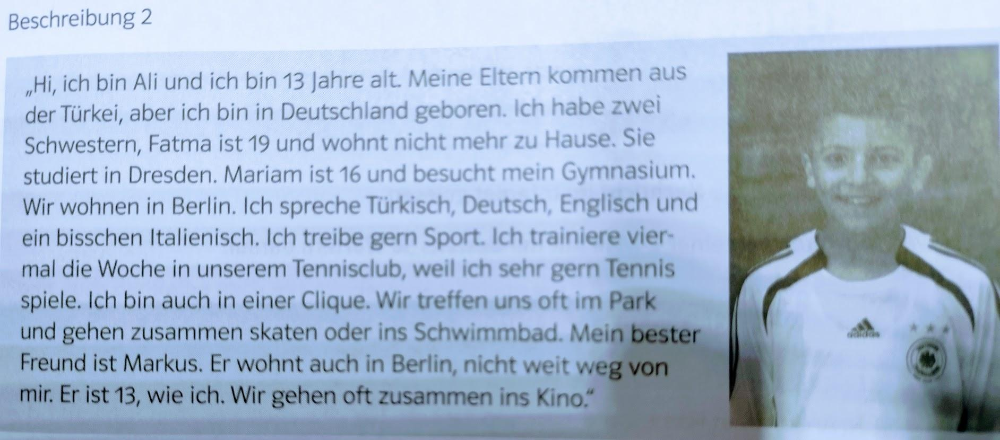 Beschreibung 2
„Hi, ich bin Ali und ich bin 13 Jahre alt. Meine Eltern kommen aus
der Türkei, aber ich bin in Deutschland geboren. Ich habe zwei
Schwestern, Fatma ist 19 und wohnt nicht mehr zu Hause. Sie
studiert in Dresden. Mariam ist 16 und besucht mein Gymnasium.
Wir wohnen in Berlin. Ich spreche Türkisch, Deutsch, Englisch und
ein bisschen Italienisch. Ich treibe gern Sport. Ich trainiere vier-
mal die Woche in unserem Tennisclub, weil ich sehr gern Tennis
spiele. Ich bin auch in einer Clique. Wir treffen uns oft im Park
und gehen zusammen skaten oder ins Schwimmbad. Mein bester
Freund ist Markus. Er wohnt auch in Berlin, nicht weit weg von
mir. Er ist 13, wie ich. Wir gehen oft zusammen ins Kino.“
adidas